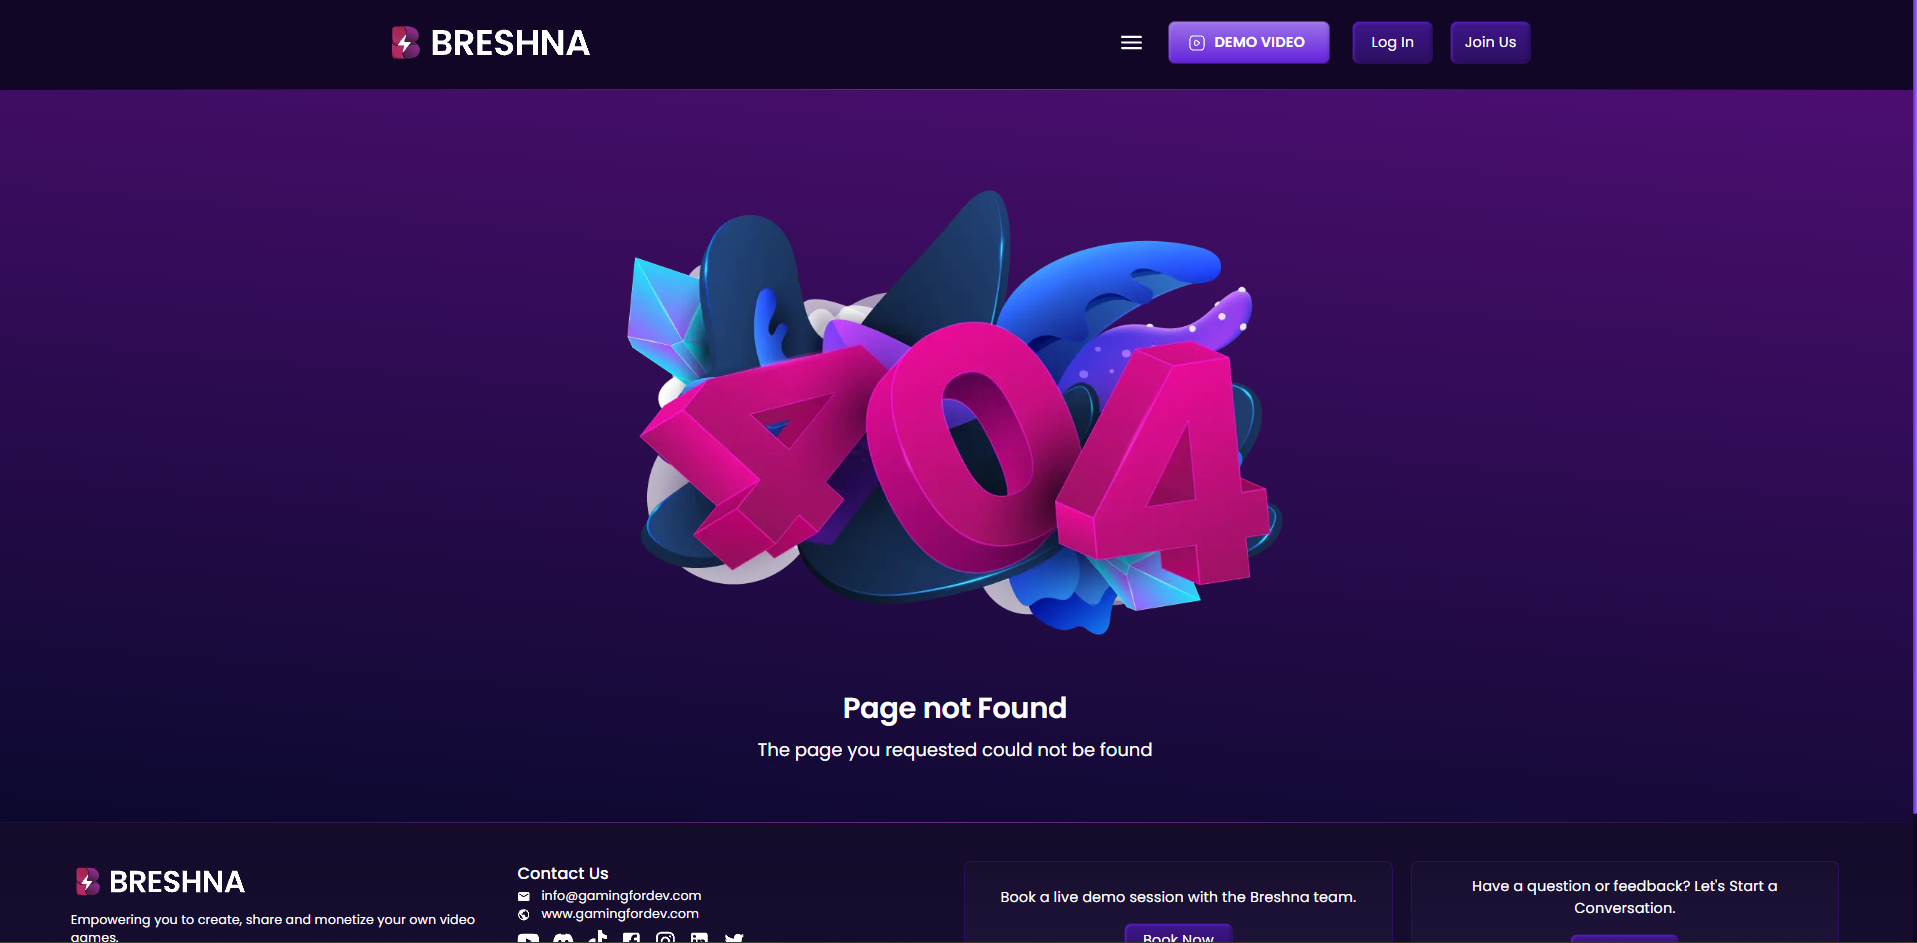 BRESHNA
DEMO VIDEO
Log In
Join Us
404
Page not Found
The page you requested could not be found
BRESHNA
Empowering you to create, share and monetize your own video
games.
Contact Us
info@gamingfordev.com
www.gamingfordev.com
Book a live demo session with the Breshna team.
Book Now
Have a question or feedback? Let's Start a
Conversation.